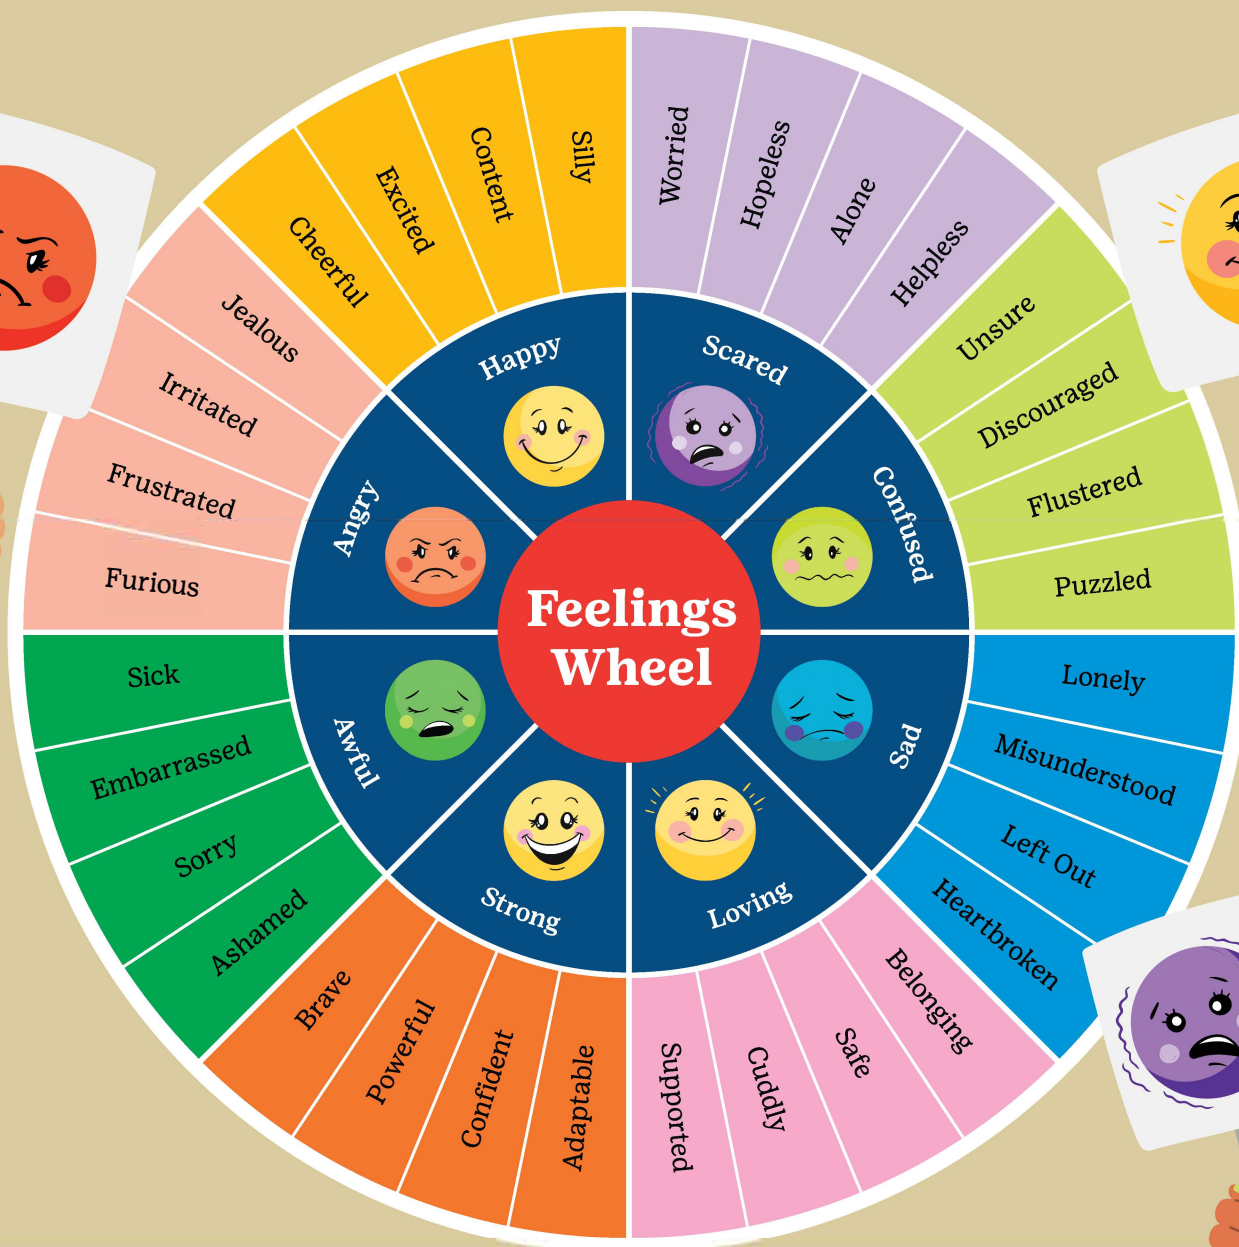 Feelings
Wheel
Happy
Silly
Content
Excited
Cheerful
Scared
Worried
Hopeless
Alone
Helpless
Confused
Unsure
Discouraged
Flustered
Puzzled
Sad
Lonely
Misunderstood
Left Out
Heartbroken
Loving
Belonging
Safe
Cuddly
Supported
Strong
Adaptable
Confident
Powerful
Brave
Awful
Ashamed
Sorry
Embarrassed
Sick
Angry
Furious
Frustrated
Irritated
Jealous